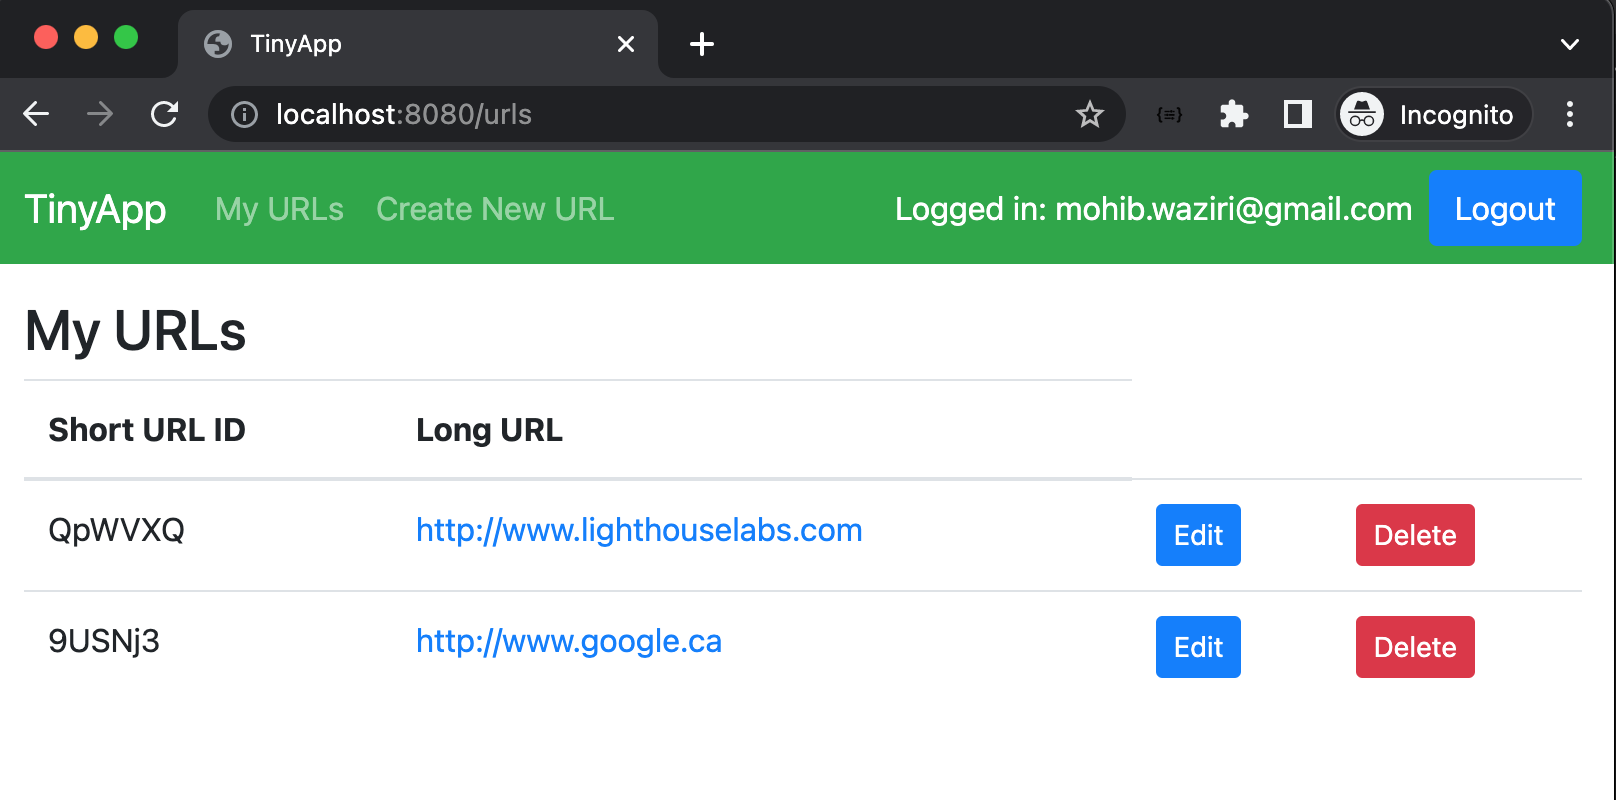 TinyApp
localhost:8080/urls
Incognito
TinyApp My URLs Create New URL Logged in: mohib.waziri@gmail.com Logout
My URLs
Short URL ID Long URL
QpWVXQ http://www.lighthouselabs.com Edit Delete
9USNj3 http://www.google.ca Edit Delete